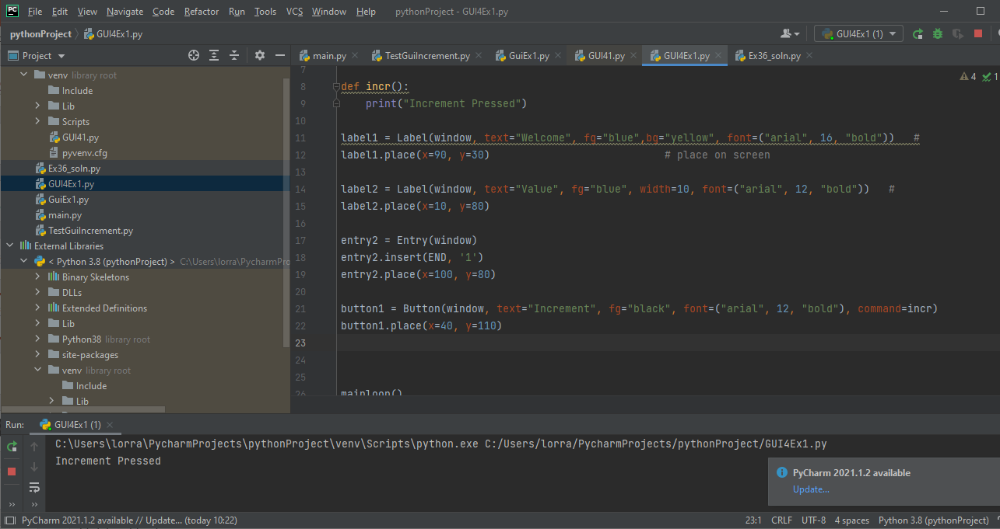 PC File Edit View Navigate Code Refactor Run Tools VCS Window Help pythonProject - GUI4Ex1.py
pythonProject GUI4Ex1.py GUI4Ex1 (1)
Project
main.py TestGuiIncrement.py GuiEx1.py GUI41.py GUI4Ex1.py Ex36_soln.py
venv library root
Include
Lib
Scripts
GUI41.py
pyvenv.cfg
Ex36_soln.py
GUI4Ex1.py
GuiEx1.py
main.py
TestGuiIncrement.py
External Libraries
< Python 3.8 (pythonProject) > C:\Users\lorra\PycharmPro
Binary Skeletons
DLLs
Extended Definitions
Lib
Python38 library root
site-packages
venv library root
Include
Lib
4 1
7
8 def incr():
9 print("Increment Pressed")
10
11 label1 = Label(window, text="Welcome", fg="blue",bg="yellow", font=("arial", 16, "bold")) #
12 label1.place(x=90, y=30) # place on screen
13
14 label2 = Label(window, text="Value", fg="blue", width=10, font=("arial", 12, "bold")) #
15 label2.place(x=10, y=80)
16
17 entry2 = Entry(window)
18 entry2.insert(END, '1')
19 entry2.place(x=100, y=80)
20
21 button1 = Button(window, text="Increment", fg="black", font=("arial", 12, "bold"), command=incr)
22 button1.place(x=40, y=110)
23
24
25
26 mainloop()
Run: GUI4Ex1 (1)
C:\Users\lorra\PycharmProjects\pythonProject\venv\Scripts\python.exe C:/Users/lorra/PycharmProjects/pythonProject/GUI4Ex1.py
Increment Pressed
PyCharm 2021.1.2 available
Update...
PyCharm 2021.1.2 available // Update... (today 10:22) 23:1 CRLF UTF-8 4 spaces Python 3.8 (pythonProject)